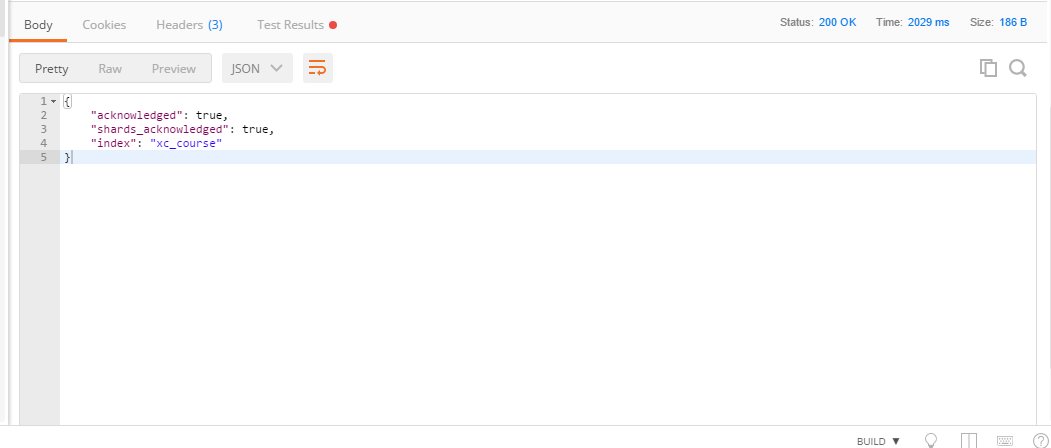 Body Cookies Headers (3) Test Results Status: 200 OK Time: 2029 ms Size: 186 B
Pretty Raw Preview JSON
1 {
2 "acknowledged": true,
3 "shards_acknowledged": true,
4 "index": "xc_course"
5 }
BUILD